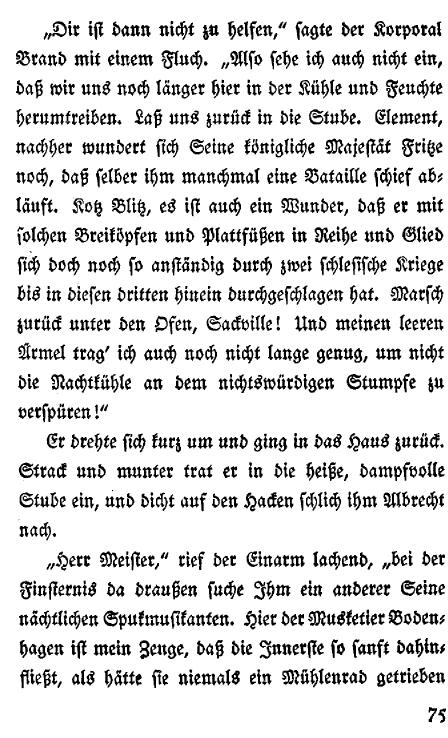 „Dir ist dann nicht zu helfen,“ sagte der Korporal
Brand mit einem Fluch. „Also sehe ich auch nicht ein,
daß wir uns noch länger hier in der Kühle und Feuchte
herumtreiben. Laß uns zurück in die Stube. Element,
nachher wundert sich Seine königliche Majestät Fritze
noch, daß selber ihm manchmal eine Bataille schief ab-
läuft. Kotz Blitz, es ist auch ein Wunder, daß er mit
solchen Breiköpfen und Plattfüßen in Reihe und Glied
sich doch noch so anständig durch zwei schlesische Kriege
bis in diesen dritten hinein durchgeschlagen hat. Marsch
zurück unter den Ofen, Sackville! Und meinen leeren
Ärmel trag’ ich auch noch nicht lange genug, um nicht
die Nachtkühle an dem nichtswürdigen Stumpfe zu
verspüren!“
Er drehte sich kurz um und ging in das Haus zurück.
Strack und munter trat er in die heiße, dampfvolle
Stube ein, und dicht auf den Hacken schlich ihm Albrecht
nach.
„Herr Meister,“ rief der Einarm lachend, „bei der
Finsternis da draußen suche Ihm ein anderer Seine
nächtlichen Spukmusikanten. Hier der Musketier Boden-
hagen ist mein Zeuge, daß die Innerste so sanft dahin-
fließt, als hätte sie niemals ein Mühlenrad getrieben
75